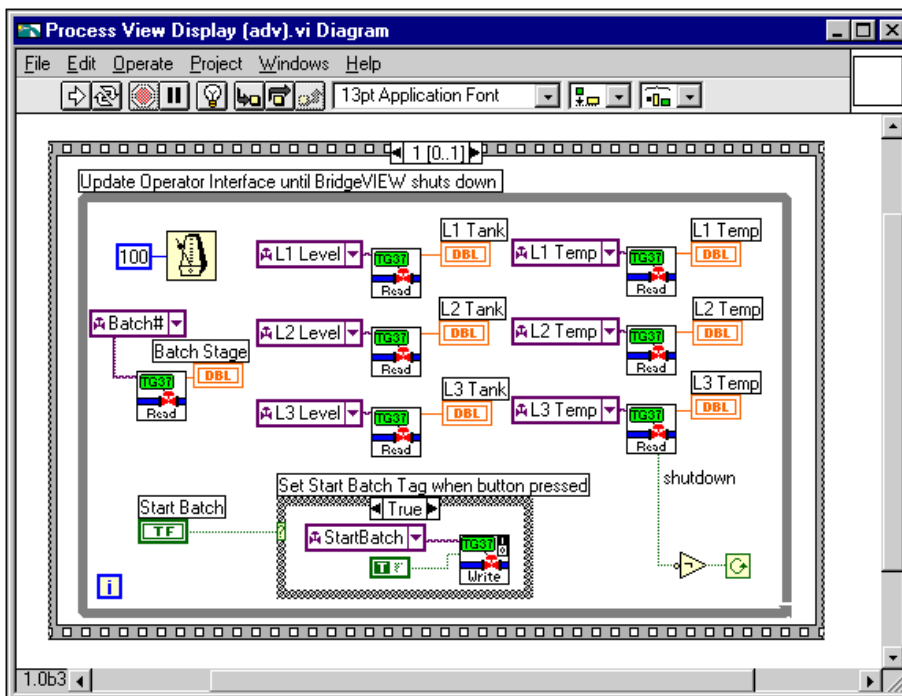 Process View Display (adv).vi Diagram
File Edit Operate Project Windows Help
13pt Application Font
1 [0..1]
Update Operator Interface until BridgeVIEW shuts down
100
L1 Level
TG37
Read
L1 Tank
DBL
L1 Temp
TG37
Read
L1 Temp
DBL
Batch#
TG37
Read
Batch Stage
DBL
L2 Level
TG37
Read
L2 Tank
DBL
L2 Temp
TG37
Read
L2 Temp
DBL
L3 Level
TG37
Read
L3 Tank
DBL
L3 Temp
TG37
Read
L3 Temp
DBL
shutdown
Set Start Batch Tag when button pressed
True
Start Batch
TF
?
StartBatch
TG37
Write
T F
i
1.0b3